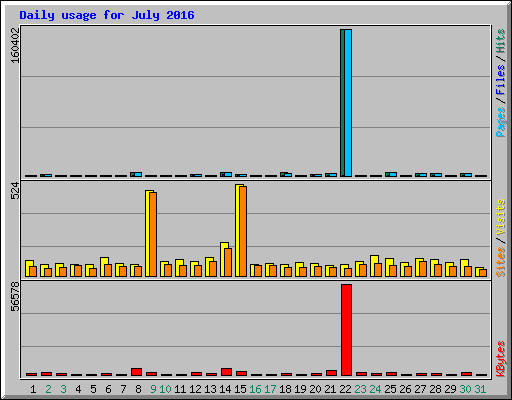 Daily usage for July 2016
160402
Pages / Files / Hits
524
Sites / Visits
56578
KBytes
1 2 3 4 5 6 7 8 9 10 11 12 13 14 15 16 17 18 19 20 21 22 23 24 25 26 27 28 29 30 31